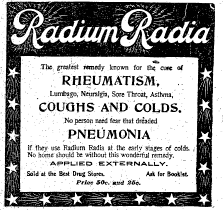 Radium Radia
The greatest remedy known for the cure of
RHEUMATISM,
Lumbago, Neuralgia, Sore Throat, Asthma,
COUGHS AND COLDS.
No person need fear that dreaded
PNEUMONIA
if they use Radium Radia at the early stages of colds.
No home should be without this wonderful remedy.
APPLIED EXTERNALLY.
Sold at the Best Drug Stores. Ask for Booklet.
Price 50c. and 25c.